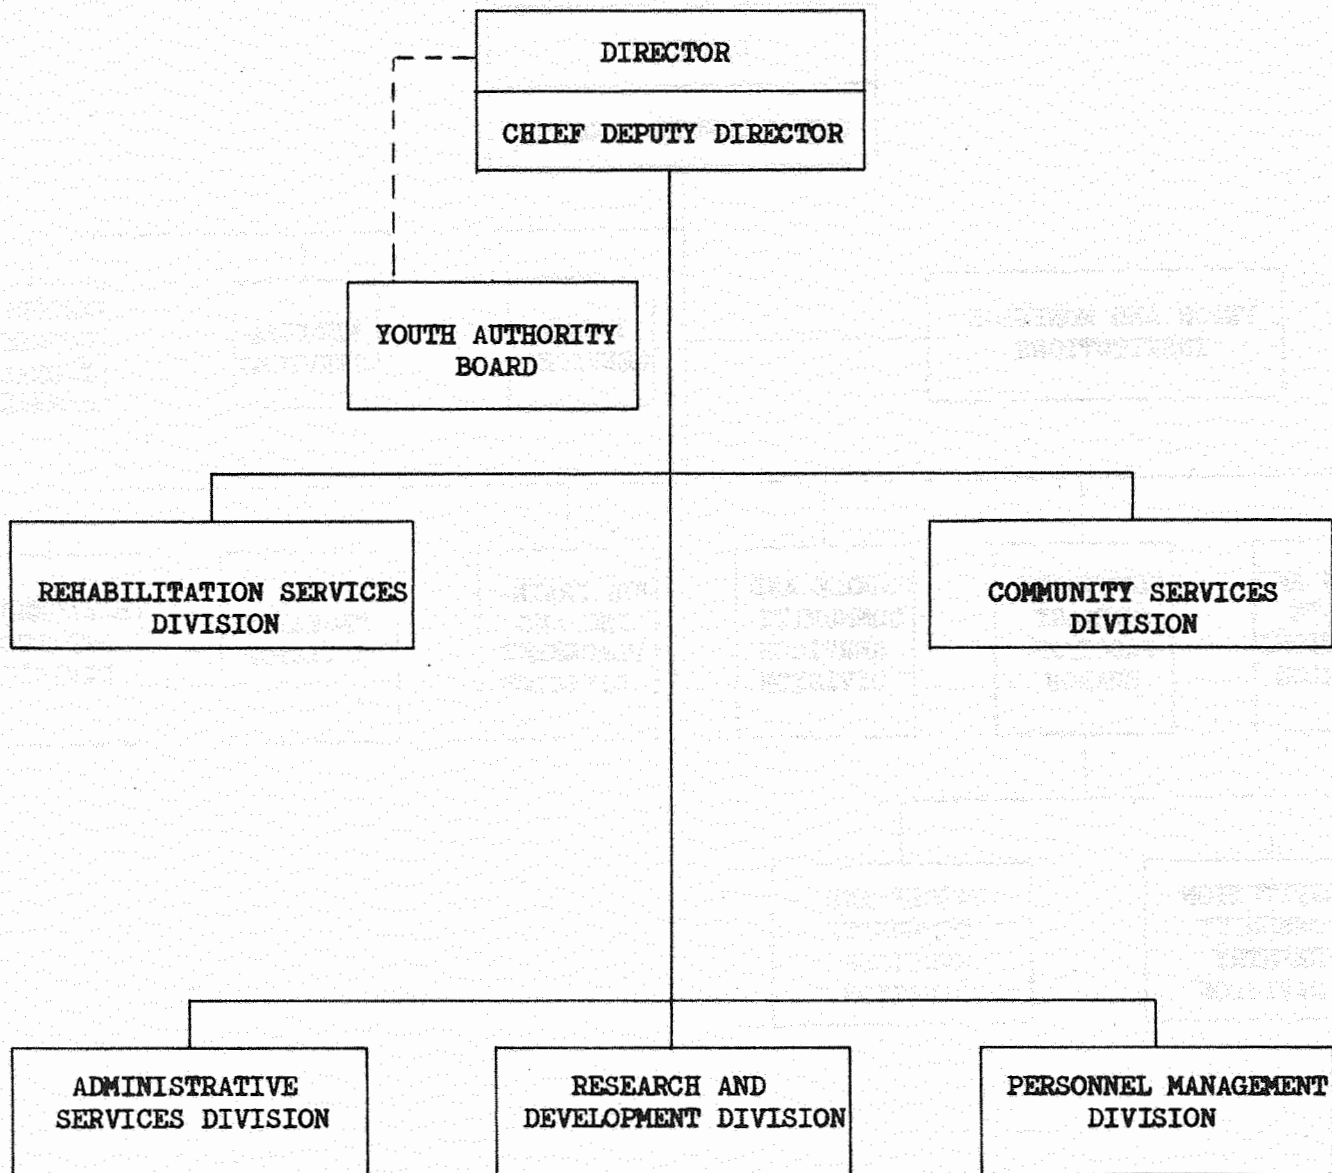 DIRECTOR
CHIEF DEPUTY DIRECTOR
YOUTH AUTHORITY
BOARD
REHABILITATION SERVICES
DIVISION
COMMUNITY SERVICES
DIVISION
ADMINISTRATIVE
SERVICES DIVISION
RESEARCH AND
DEVELOPMENT DIVISION
PERSONNEL MANAGEMENT
DIVISION